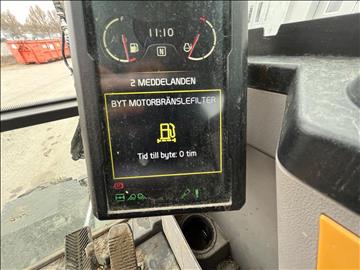 11:10
N
2 MEDDELANDEN
BYT MOTORBRÄNSLEFILTER
Tid till byte: 0 tim